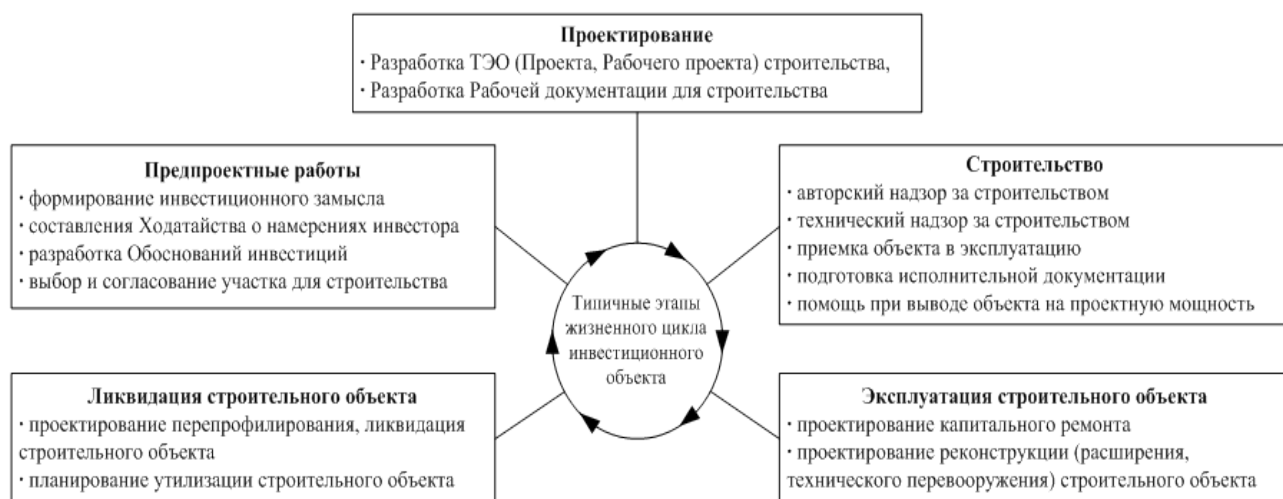 Проектирование
· Разработка ТЭО (Проекта, Рабочего проекта) строительства,
· Разработка Рабочей документации для строительства
Предпроектные работы
· формирование инвестиционного замысла
· составления Ходатайства о намерениях инвестора
· разработка Обоснований инвестиций
· выбор и согласование участка для строительства
Строительство
· авторский надзор за строительством
· технический надзор за строительством
· приемка объекта в эксплуатацию
· подготовка исполнительной документации
· помощь при выводе объекта на проектную мощность
Типичные этапы
жизненного цикла
инвестиционного
объекта
Ликвидация строительного объекта
· проектирование перепрофилирования, ликвидация
строительного объекта
· планирование утилизации строительного объекта
Эксплуатация строительного объекта
· проектирование капитального ремонта
· проектирование реконструкции (расширения,
технического перевооружения) строительного объекта